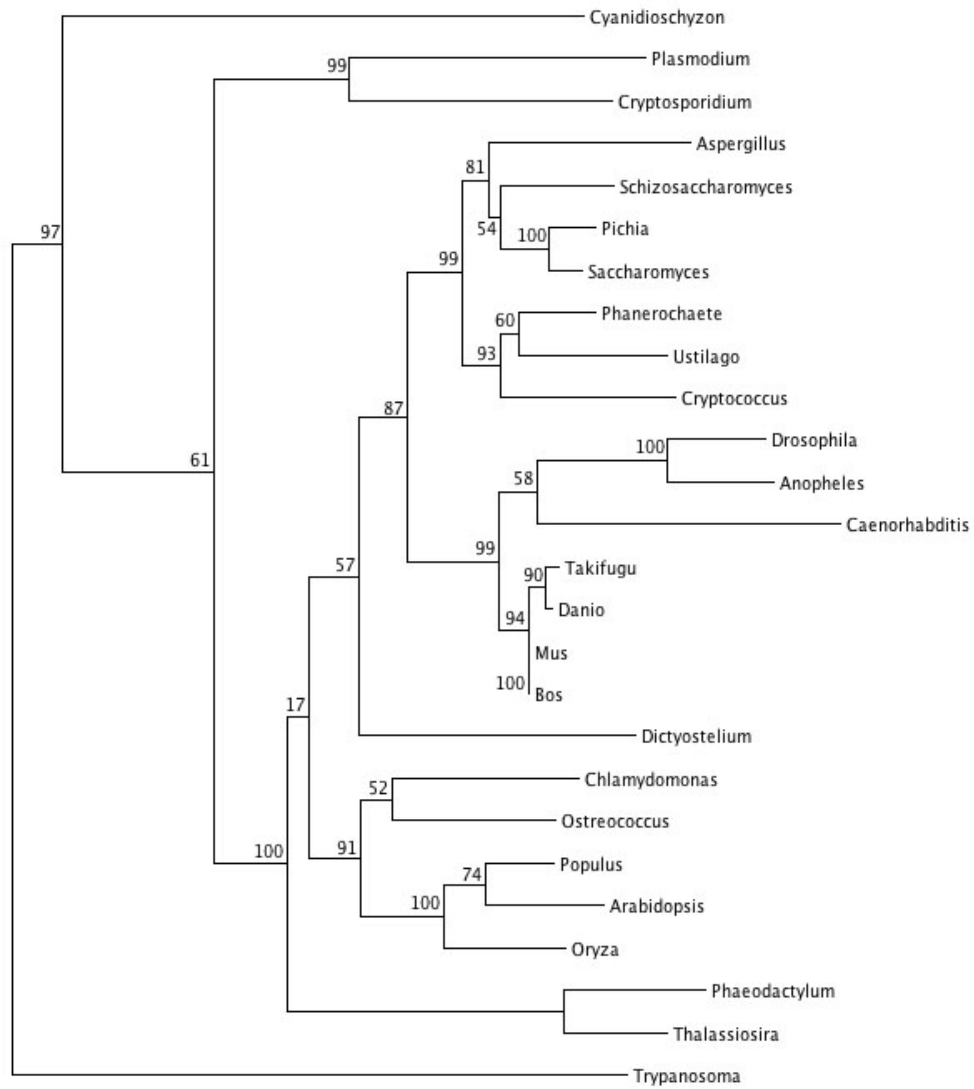 Cyanidioschyzon
Plasmodium
99
Cryptosporidium
Aspergillus
81
Schizosaccharomyces
54
100
Pichia
97
99
Saccharomyces
Phanerochaete
60
93
Ustilago
Cryptococcus
87
Drosophila
100
61
58
Anopheles
Caenorhabditis
99
57
90
Takifugu
94
Danio
Mus
100
Bos
17
Dictyostelium
52
Chlamydomonas
Ostreococcus
100
91
74
Populus
100
Arabidopsis
Oryza
Phaeodactylum
Thalassiosira
Trypanosoma